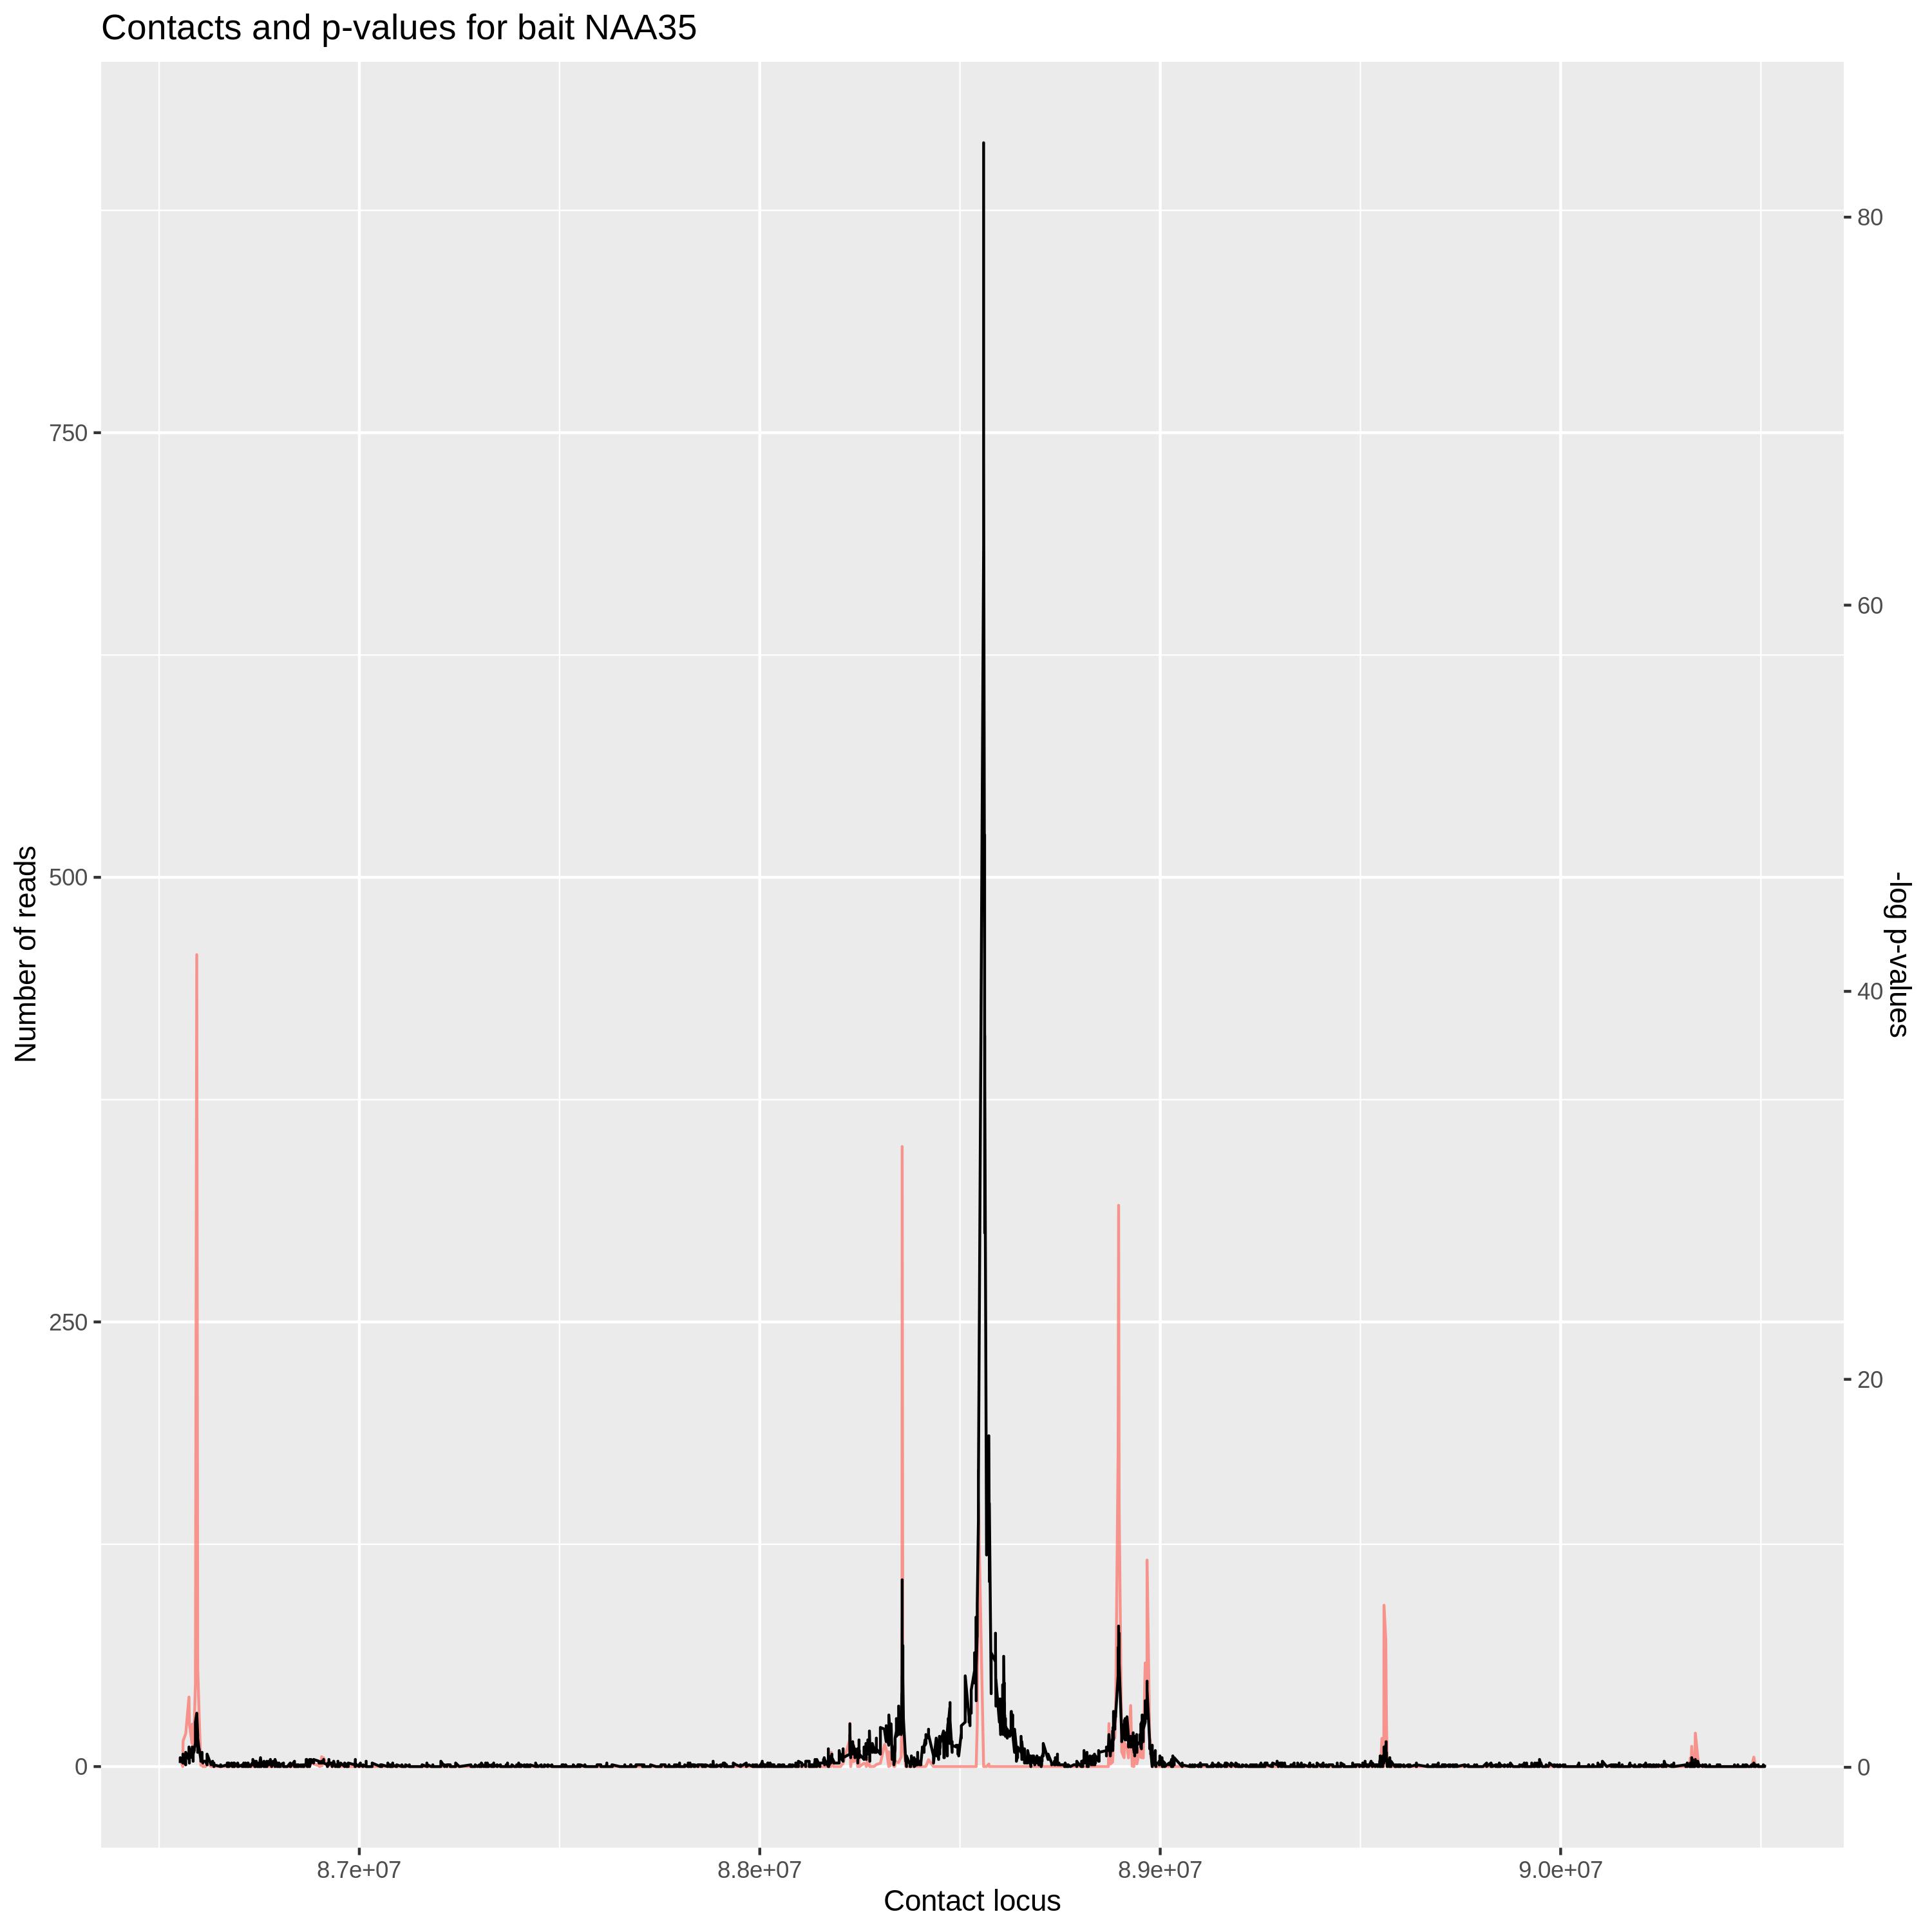 Contacts and p-values for bait NAA35
Number of reads
750
500
250
0
80
60
40
20
0
-log p-values
8.7e+07
8.8e+07
8.9e+07
9.0e+07
Contact locus